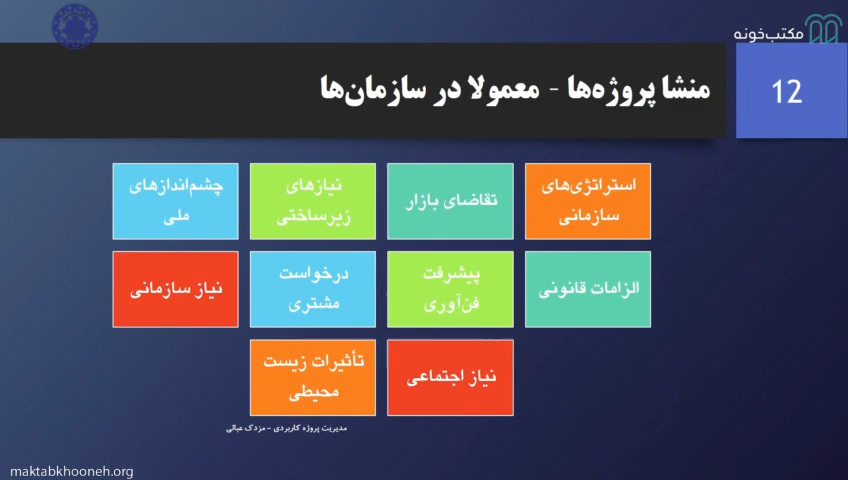 مکتب‌خونه
12
منشا پروژه‌ها - معمولا در سازمان‌ها
استراتژی‌های
سازمانی
تقاضای بازار
نیازهای
زیرساختی
چشم‌اندازهای
ملی
الزامات قانونی
پیشرفت
فن‌آوری
درخواست
مشتری
نیاز سازمانی
نیاز اجتماعی
تأثیرات زیست
محیطی
مدیریت پروژه کاربردی - مزدک عبائی
maktabkhooneh.org